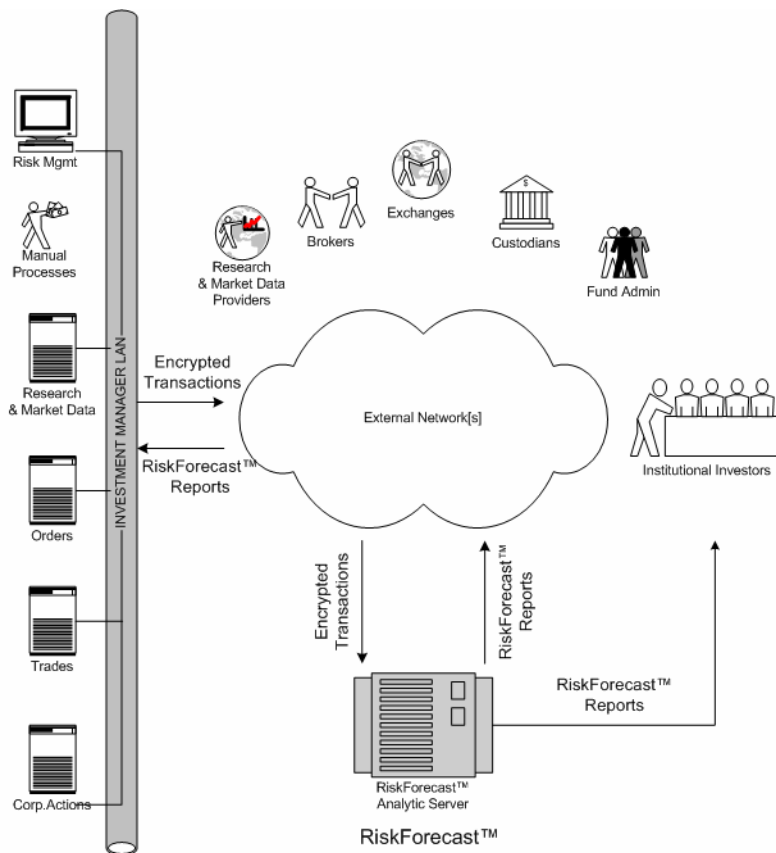 Risk Mgmt
Manual
Processes
Research
& Market Data
Orders
Trades
Corp.Actions
INVESTMENT MANAGER LAN
Research
& Market Data
Providers
Brokers
Exchanges
$
Custodians
Fund Admin
Encrypted
Transactions
RiskForecast™
Reports
External Network[s]
Institutional Investors
Encrypted
Transactions
RiskForecast™
Reports
RiskForecast™
Reports
RiskForecast™
Analytic Server
RiskForecast™